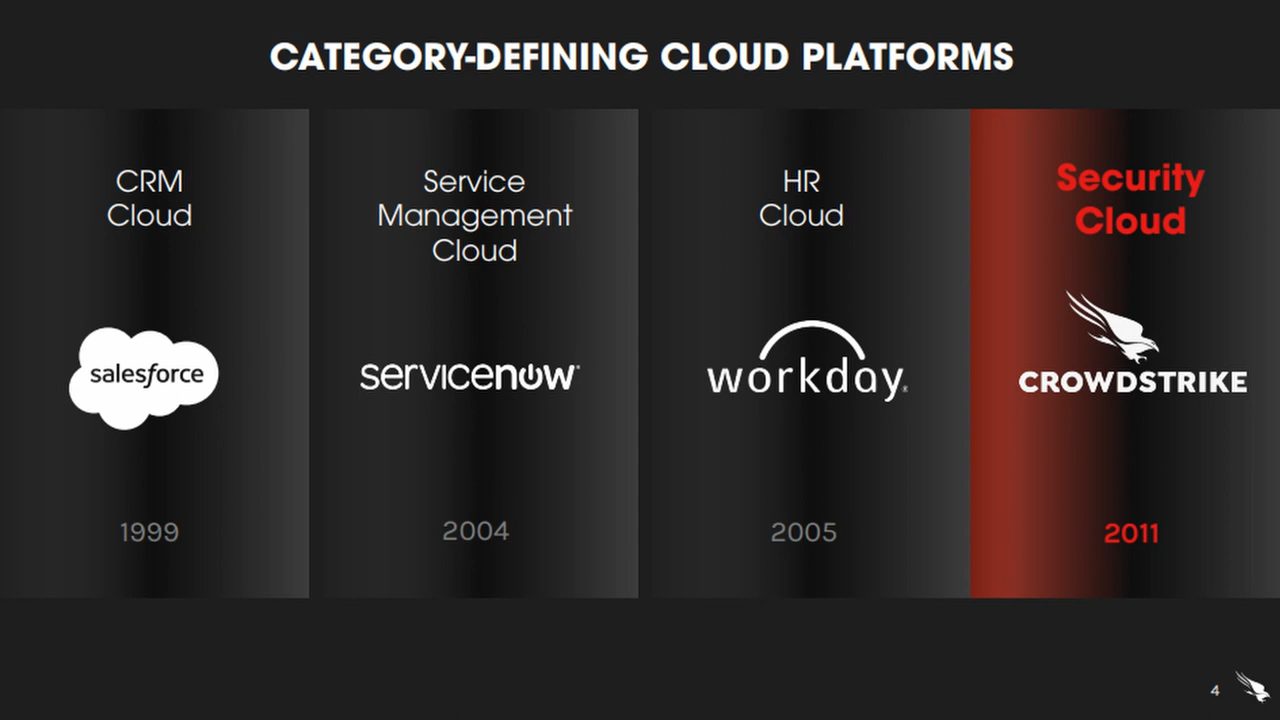 CATEGORY-DEFINING CLOUD PLATFORMS
CRM
Cloud
salesforce
1999
Service
Management
Cloud
servicenow
2004
HR
Cloud
workday
2005
Security
Cloud
CROWDSTRIKE
2011
4